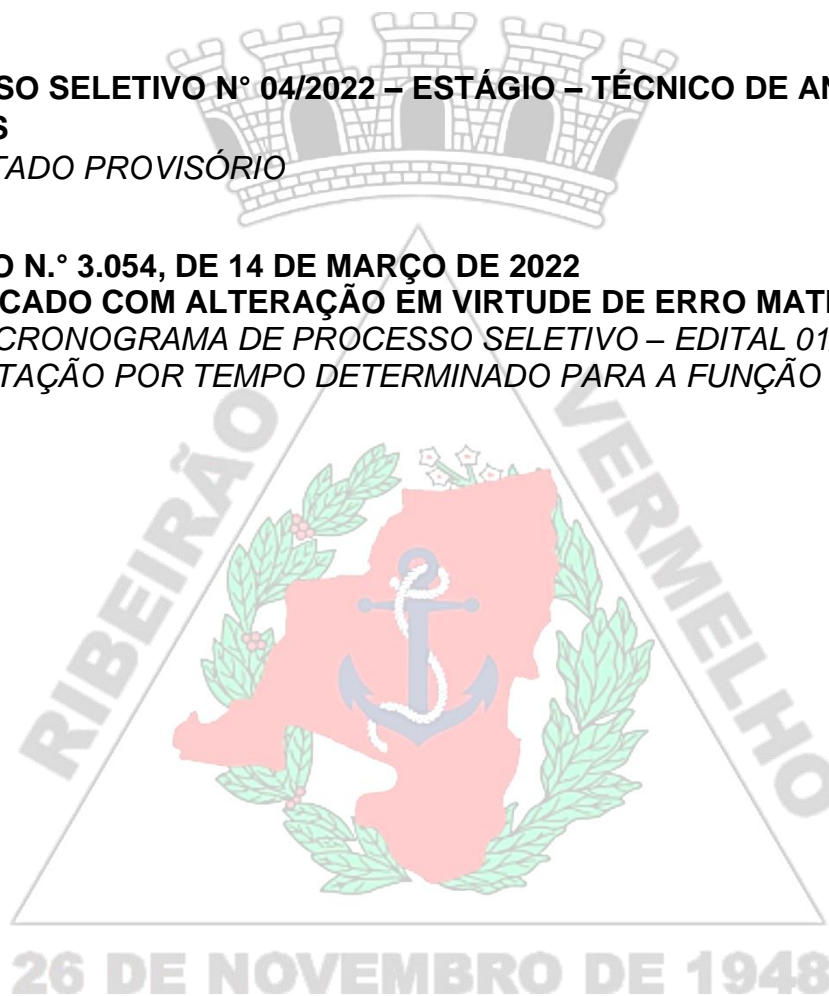 SO SELETIVO N° 04/2022 – ESTÁGIO – TÉCNICO DE AN
S
TADO PROVISÓRIO
O N.° 3.054, DE 14 DE MARÇO DE 2022
CADO COM ALTERAÇÃO EM VIRTUDE DE ERRO MATE
CRONOGRAMA DE PROCESSO SELETIVO – EDITAL 01
TAÇÃO POR TEMPO DETERMINADO PARA A FUNÇÃO
RIBEIRÃO
VERMELHO
26 DE NOVEMBRO DE 1948